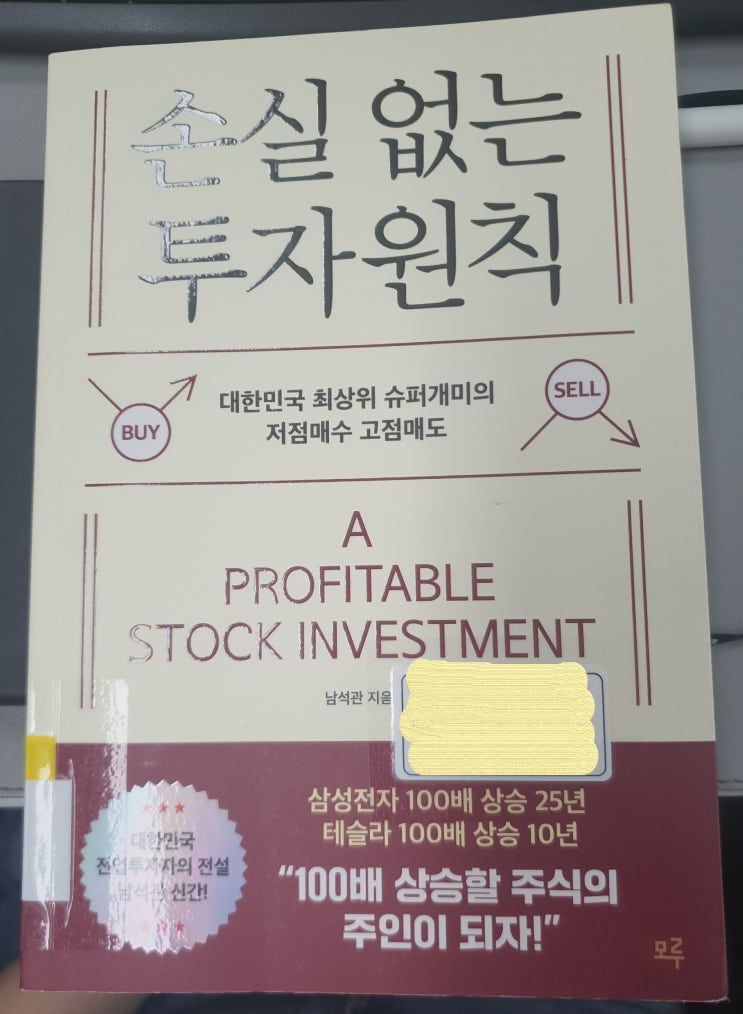 손실 없는
투자원칙
BUY
대한민국 최상위 슈퍼개미의
저점매수 고점매도
SELL
A
PROFITABLE
STOCK INVESTMENT
남석관 지음
삼성전자 100배 상승 25년
테슬라 100배 상승 10년
“100배 상승할 주식의
주인이 되자!”
대한민국
전업투자자의 전설
남석관 신간!
모루